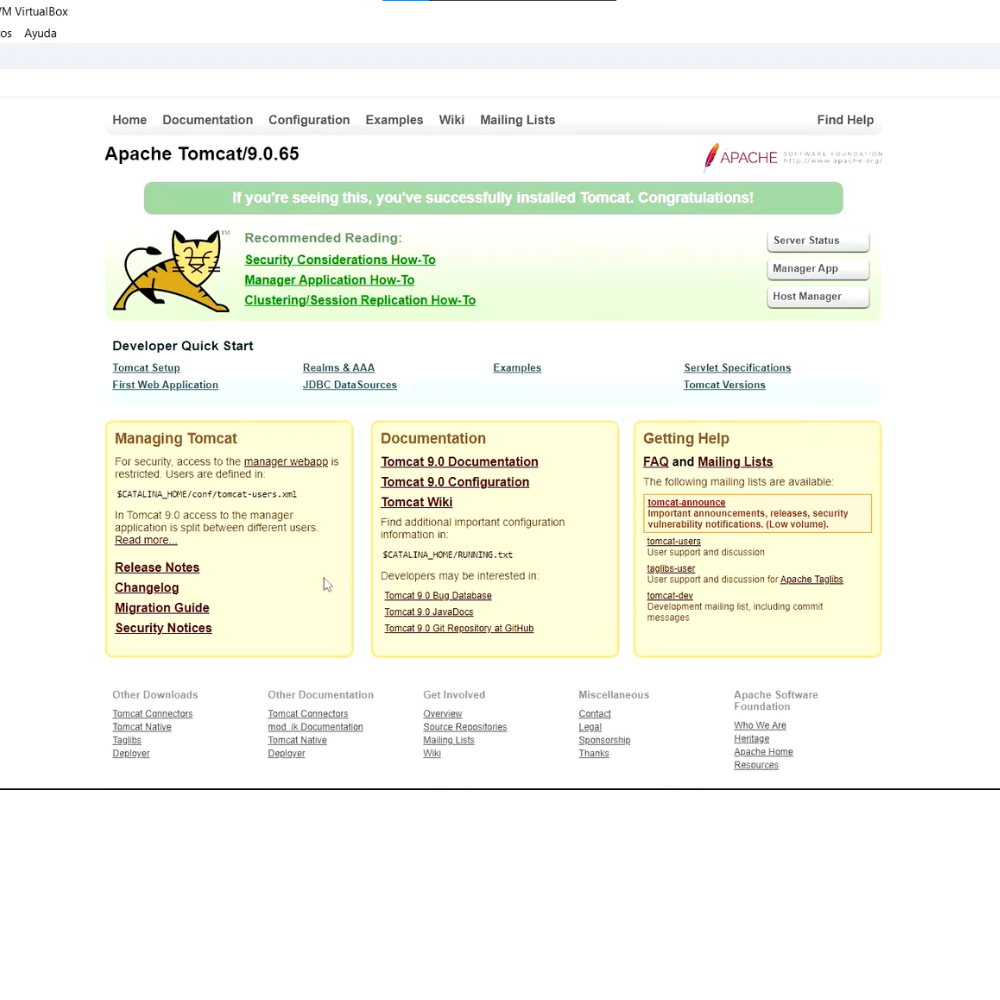 VM VirtualBox
os Ayuda
Home Documentation Configuration Examples Wiki Mailing Lists Find Help
Apache Tomcat/9.0.65
APACHE SOFTWARE FOUNDATION
http://www.apache.org/
If you're seeing this, you've successfully installed Tomcat. Congratulations!
TM
Recommended Reading:
Security Considerations How-To
Manager Application How-To
Clustering/Session Replication How-To
Server Status
Manager App
Host Manager
Developer Quick Start
Tomcat Setup
First Web Application
Realms & AAA
JDBC DataSources
Examples
Servlet Specifications
Tomcat Versions
Managing Tomcat
For security, access to the manager webapp is
restricted. Users are defined in:
$CATALINA_HOME/conf/tomcat-users.xml
In Tomcat 9.0 access to the manager
application is split between different users.
Read more...
Release Notes
Changelog
Migration Guide
Security Notices
Documentation
Tomcat 9.0 Documentation
Tomcat 9.0 Configuration
Tomcat Wiki
Find additional important configuration
information in:
$CATALINA_HOME/RUNNING.txt
Developers may be interested in:
Tomcat 9.0 Bug Database
Tomcat 9.0 JavaDocs
Tomcat 9.0 Git Repository at GitHub
Getting Help
FAQ and Mailing Lists
The following mailing lists are available:
tomcat-announce
Important announcements, releases, security
vulnerability notifications. (Low volume).
tomcat-users
User support and discussion
taglibs-user
User support and discussion for Apache Taglibs
tomcat-dev
Development mailing list, including commit
messages
Other Downloads
Tomcat Connectors
Tomcat Native
Taglibs
Deployer
Other Documentation
Tomcat Connectors
mod_jk Documentation
Tomcat Native
Deployer
Get Involved
Overview
Source Repositories
Mailing Lists
Wiki
Miscellaneous
Contact
Legal
Sponsorship
Thanks
Apache Software
Foundation
Who We Are
Heritage
Apache Home
Resources